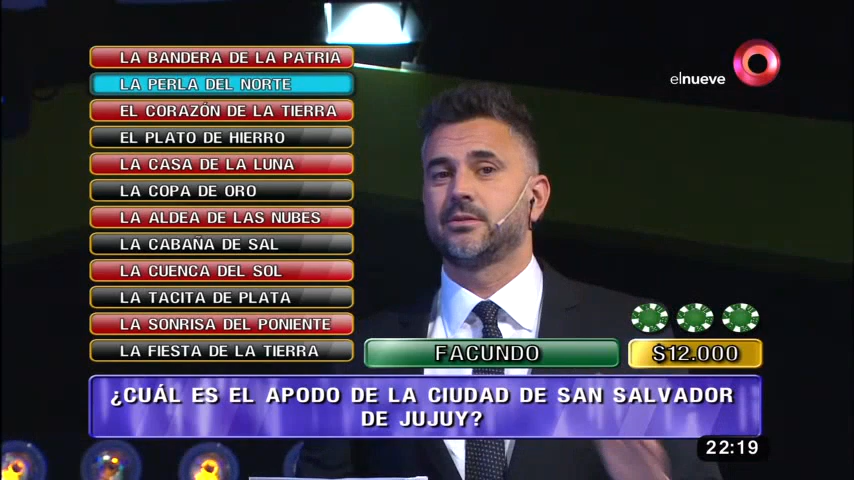 LA BANDERA DE LA PATRIA
LA PERLA DEL NORTE
EL CORAZÓN DE LA TIERRA
EL PLATO DE HIERRO
LA CASA DE LA LUNA
LA COPA DE ORO
LA ALDEA DE LAS NUBES
LA CABAÑA DE SAL
LA CUENCA DEL SOL
LA TACITA DE PLATA
LA SONRISA DEL PONIENTE
LA FIESTA DE LA TIERRA
elnueve
FACUNDO
$12.000
¿CUÁL ES EL APODO DE LA CIUDAD DE SAN SALVADOR
DE JUJUY?
22:19